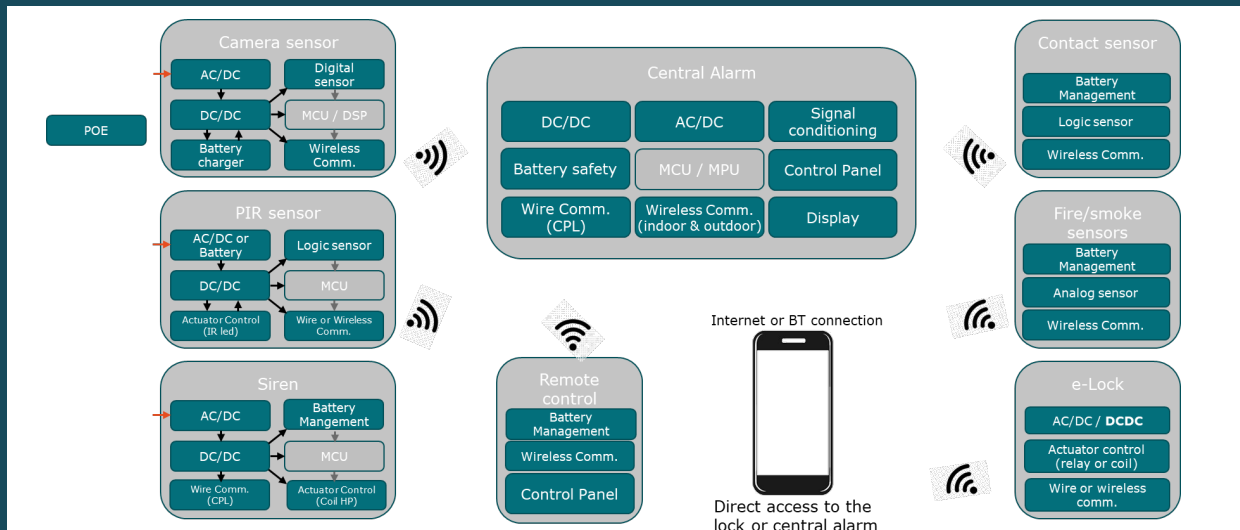 POE
Camera sensor
AC/DC
Digital
sensor
DC/DC
MCU / DSP
Battery
charger
Wireless
Comm.
PIR sensor
AC/DC or
Battery
Logic sensor
DC/DC
MCU
Actuator Control
(IR led)
Wire or Wireless
Comm.
Siren
AC/DC
Battery
Mangement
DC/DC
MCU
Wire Comm.
(CPL)
Actuator Control
(Coil HP)
Central Alarm
DC/DC
AC/DC
Signal
conditioning
Battery safety
MCU / MPU
Control Panel
Wire Comm.
(CPL)
Wireless Comm.
(indoor & outdoor)
Display
Remote
control
Battery
Management
Wireless Comm.
Control Panel
Internet or BT connection
Direct access to the
lock or central alarm
Contact sensor
Battery
Management
Logic sensor
Wireless Comm.
Fire/smoke
sensors
Battery
Management
Analog sensor
Wireless Comm.
e-Lock
AC/DC / DCDC
Actuator control
(relay or coil)
Wire or wireless
comm.